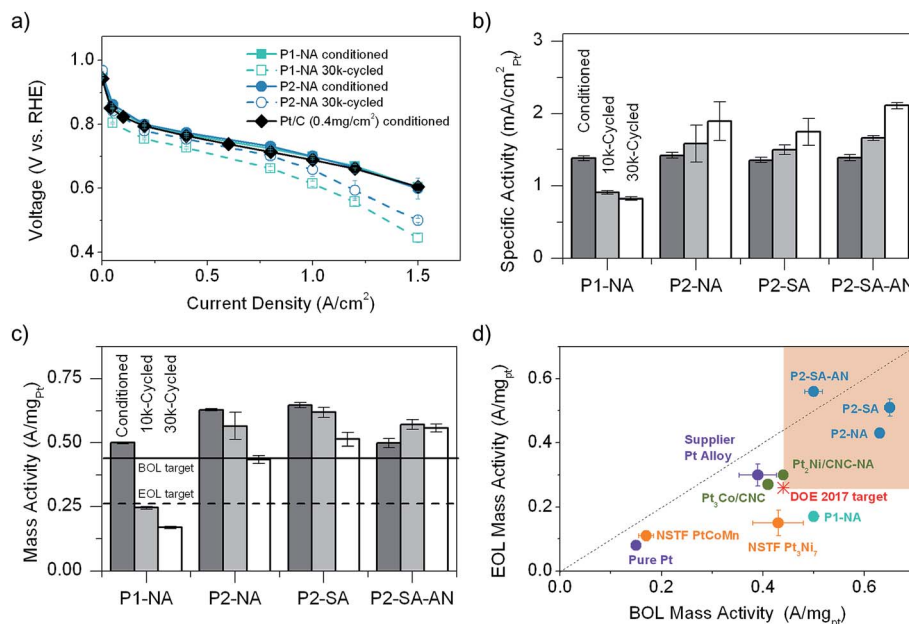 a)
P1-NA conditioned
P1-NA 30k-cycled
P2-NA conditioned
P2-NA 30k-cycled
Pt/C (0.4mg/cm²) conditioned
Voltage (V vs. RHE)
1.0
0.8
0.6
0.4
0.0 0.5 1.0 1.5
Current Density (A/cm²)
b)
Specific Activity (mA/cm²Pt)
3
2
1
0
Conditioned
10k-Cycled
30k-Cycled
P1-NA P2-NA P2-SA P2-SA-AN
c)
Mass Activity (A/mgPt)
0.75
0.50
0.25
0.00
Conditioned
10k-Cycled
30k-Cycled
BOL target
EOL target
P1-NA P2-NA P2-SA P2-SA-AN
d)
EOL Mass Activity (A/mgpt)
0.6
0.4
0.2
0.0
P2-SA-AN
P2-SA
P2-NA
Supplier
Pt Alloy
Pt₂Ni/CNC-NA
Pt₃Co/CNC
DOE 2017 target
P1-NA
NSTF PtCoMn
NSTF Pt₃Ni₇
Pure Pt
0.0 0.2 0.4 0.6
BOL Mass Activity (A/mgpt)